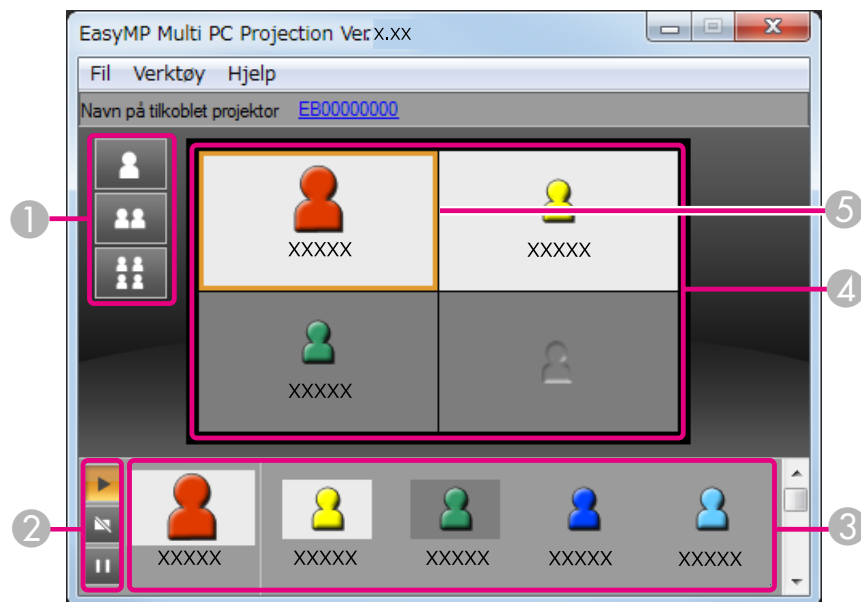 EasyMP Multi PC Projection Ver. X.XX
Fil Verktøy Hjelp
Navn på tilkoblet projektor EB00000000
1
XXXXX XXXXX
5
4
XXXXX
2
3
XXXXX XXXXX XXXXX XXXXX XXXXX